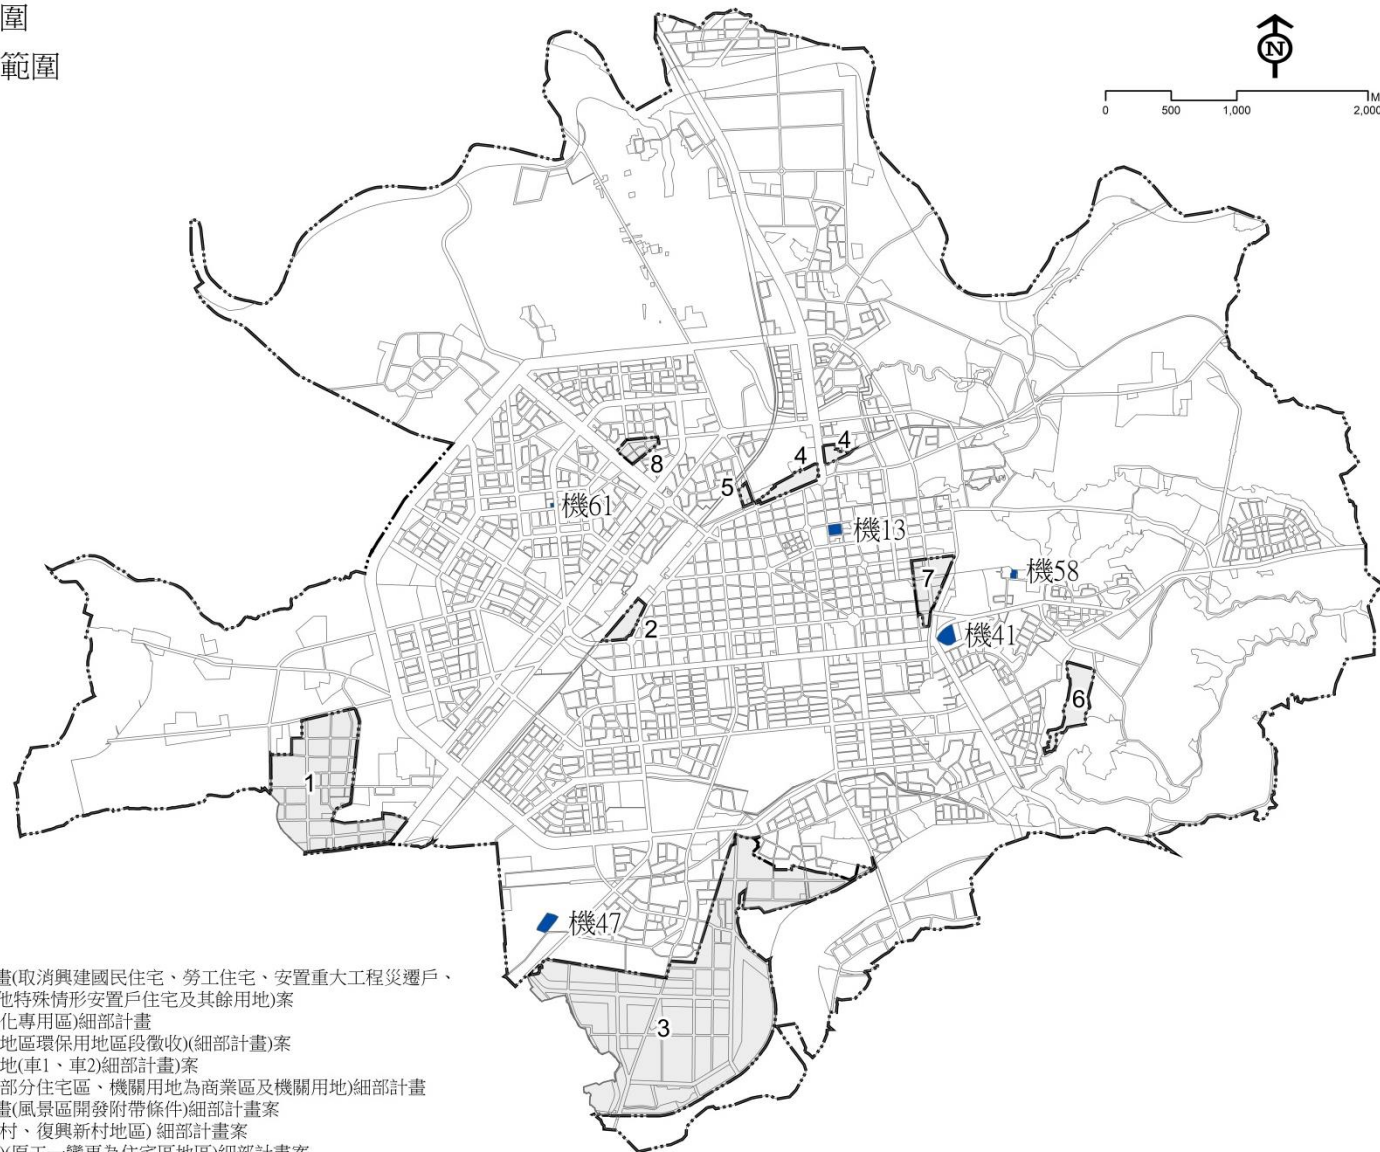 圍
範圍
N
M
0 500 1,000 2,000
4
4
8
5
機61
機13
7
機58
2
機41
6
1
機47
3
畫(取消興建國民住宅、勞工住宅、安置重大工程災遷戶、
他特殊情形安置戶住宅及其餘用地)案
化專用區)細部計畫
地區環保用地區段徵收)(細部計畫)案
地(車1、車2)細部計畫)案
部分住宅區、機關用地為商業區及機關用地)細部計畫
畫(風景區開發附帶條件)細部計畫案
村、復興新村地區) 細部計畫案